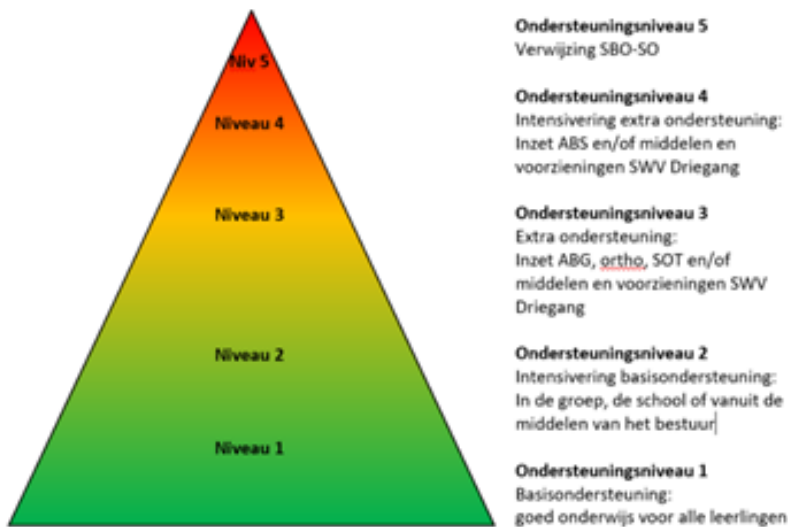 Niv 5
Niveau 4
Niveau 3
Niveau 2
Niveau 1
Ondersteuningsniveau 5
Verwijzing SBO-SO
Ondersteuningsniveau 4
Intensivering extra ondersteuning:
Inzet ABS en/of middelen en
voorzieningen SWV Driegang
Ondersteuningsniveau 3
Extra ondersteuning:
Inzet ABG, ortho, SOT en/of
middelen en voorzieningen SWV
Driegang
Ondersteuningsniveau 2
Intensivering basisondersteuning:
In de groep, de school of vanuit de
middelen van het bestuur
Ondersteuningsniveau 1
Basisondersteuning:
goed onderwijs voor alle leerlingen